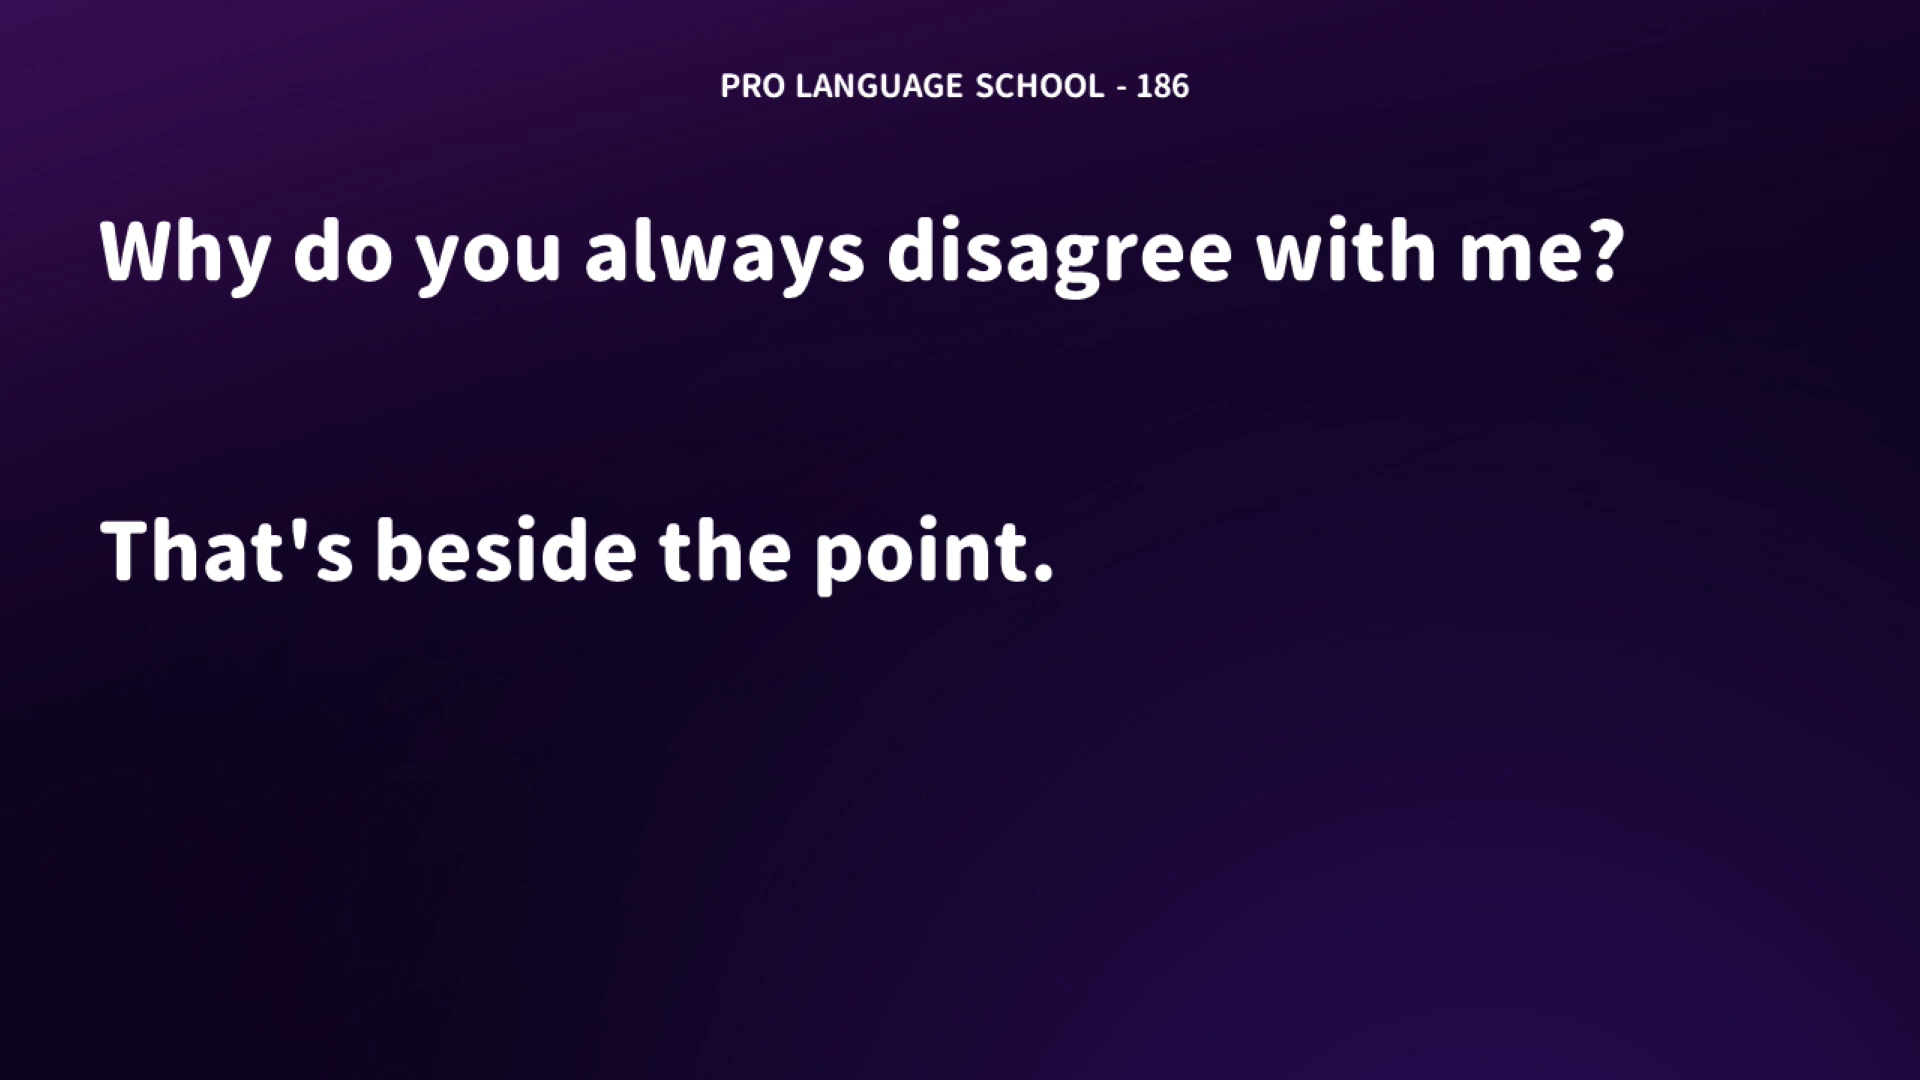 PRO LANGUAGE SCHOOL - 186
Why do you always disagree with me?
That's beside the point.